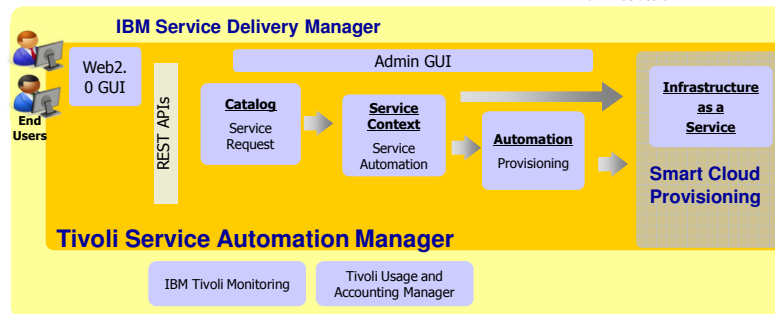 IBM Service Delivery Manager
End
Users
Web2.
0 GUI
REST APIs
Admin GUI
Catalog
Service
Request
Service
Context
Service
Automation
Automation
Provisioning
Infrastructure
as a
Service
Smart Cloud
Provisioning
Tivoli Service Automation Manager
IBM Tivoli Monitoring
Tivoli Usage and
Accounting Manager